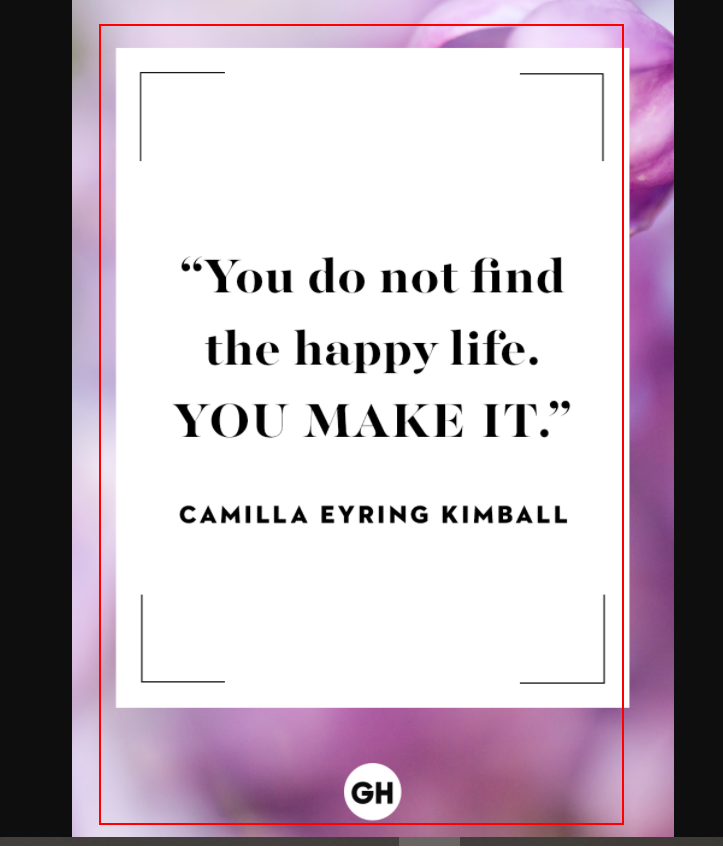 “You do not find
the happy life.
YOU MAKE IT.”
CAMILLA EYRING KIMBALL
GH